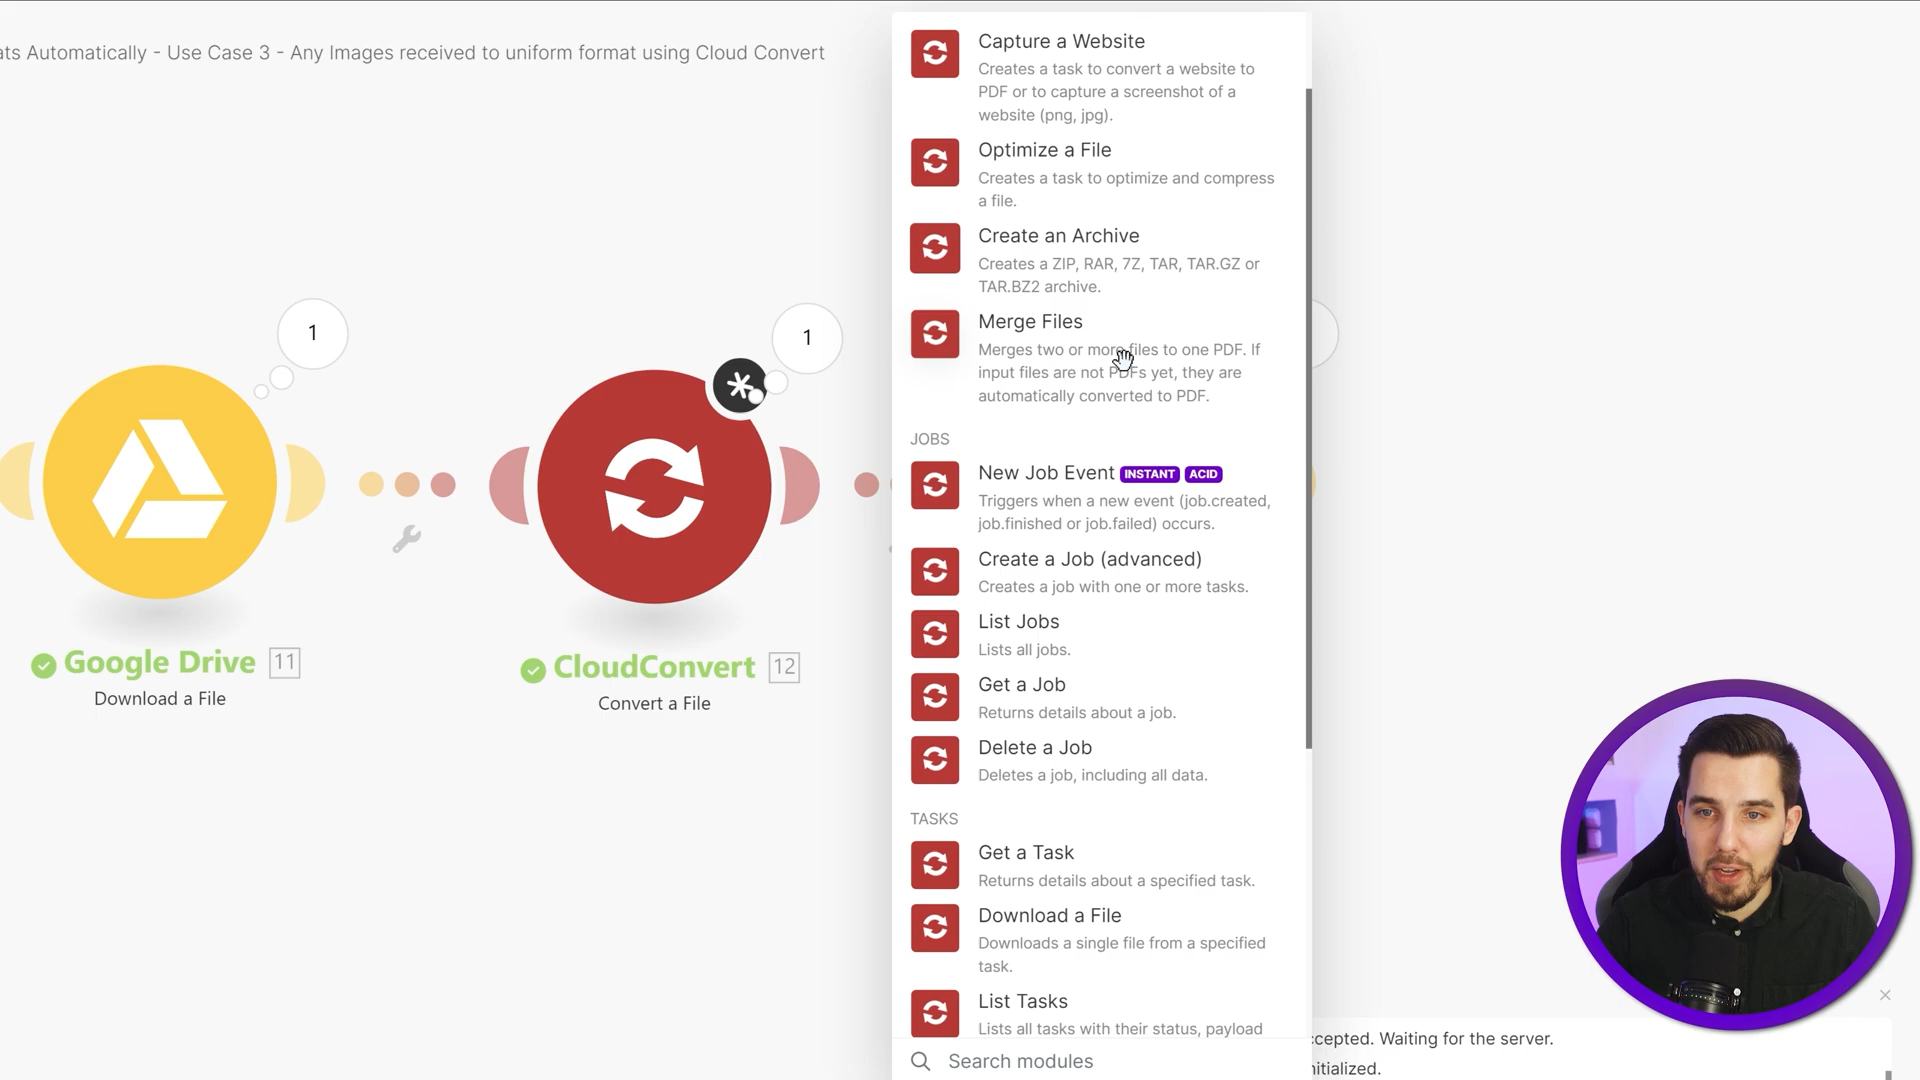 ats Automatically - Use Case 3 - Any Images received to uniform format using Cloud Convert
1
Google Drive 11
Download a File
1
CloudConvert 12
Convert a File
Capture a Website
Creates a task to convert a website to
PDF or to capture a screenshot of a
website (png, jpg).
Optimize a File
Creates a task to optimize and compress
a file.
Create an Archive
Creates a ZIP, RAR, 7Z, TAR, TAR.GZ or
TAR.BZ2 archive.
Merge Files
Merges two or more files to one PDF. If
input files are not PDFs yet, they are
automatically converted to PDF.
JOBS
New Job Event INSTANT ACID
Triggers when a new event (job.created,
job.finished or job.failed) occurs.
Create a Job (advanced)
Creates a job with one or more tasks.
List Jobs
Lists all jobs.
Get a Job
Returns details about a job.
Delete a Job
Deletes a job, including all data.
TASKS
Get a Task
Returns details about a specified task.
Download a File
Downloads a single file from a specified
task.
List Tasks
Lists all tasks with their status, payload
Search modules
ccepted. Waiting for the server.
nitialized.